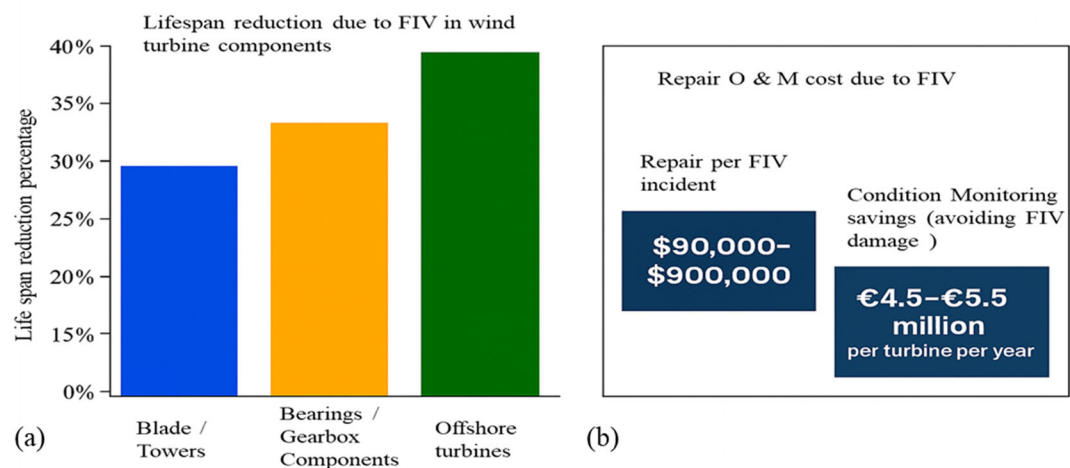 Lifespan reduction due to FIV in wind
turbine components
Life span reduction percentage
40%
35%
30%
25%
20%
15%
0%
Blade /
Towers
Bearings /
Gearbox
Components
Offshore
turbines
(a)
Repair O & M cost due to FIV
Repair per FIV
incident
$90,000–
$900,000
Condition Monitoring
savings (avoiding FIV
damage )
€4.5–€5.5
million
per turbine per year
(b)